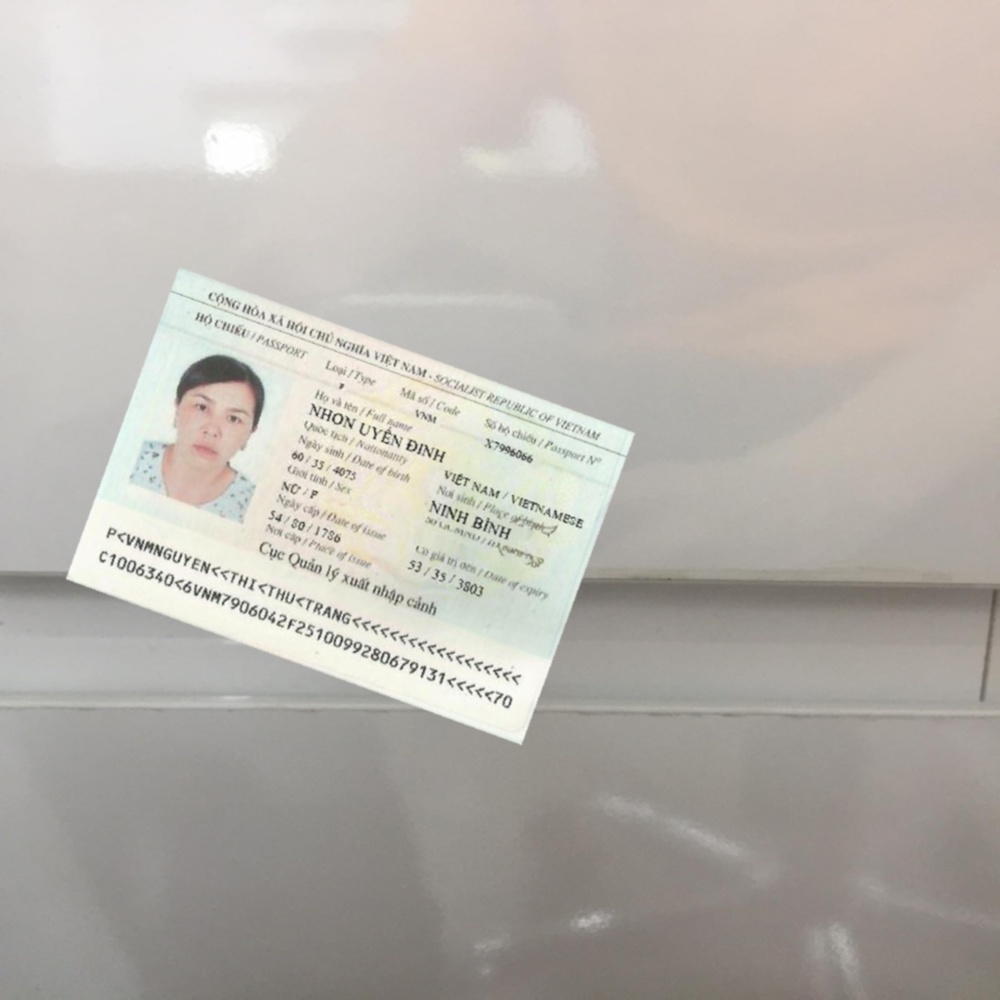 CỘNG HÒA XÃ HỘI CHỦ NGHĨA VIỆT NAM - SOCIALIST REPUBLIC OF VIETNAM
HỘ CHIẾU / PASSPORT
Loại / Type
Mã số / Code
Số hộ chiếu / Passport Nº
P
VNM
X7996066
Họ và tên / Full name
NHON UYÊN ĐỊNH
Quốc tịch / Nationality
VIỆT NAM / VIETNAMESE
Ngày sinh / Date of birth
60 / 35 / 4075
Nơi sinh / Place of birth
NINH BÌNH
Giới tính / Sex
NỮ / F
Ngày cấp / Date of issue
54 / 80 / 1786
Có giá trị đến / Date of expiry
53 / 35 / 3803
Nơi cấp / Place of issue
Cục Quản lý xuất nhập cảnh
P<VNMNGUYEN<<THI<THU<TRANG<<<<<<<<<<<<<<<<<<
C1006340<6VNM7906042F2510099280679131<<<<<70